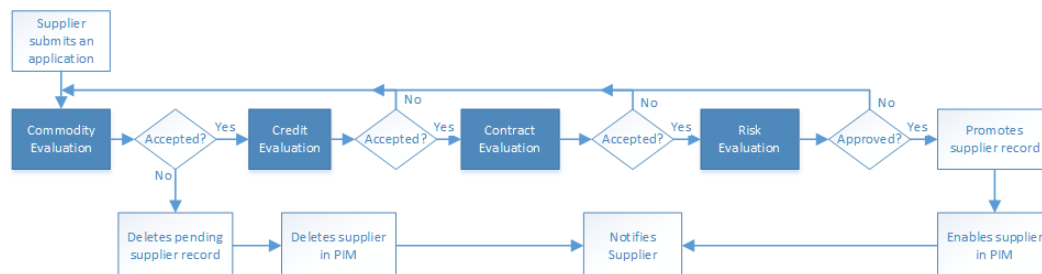 Supplier
submits an
application
No
No
No
Commodity
Evaluation
Accepted?
Yes
Credit
Evaluation
Accepted?
Yes
Contract
Evaluation
Accepted?
Yes
Risk
Evaluation
Approved?
Yes
Promotes
supplier record
No
Deletes pending
supplier record
Deletes supplier
in PIM
Notifies
Supplier
Enables supplier
in PIM